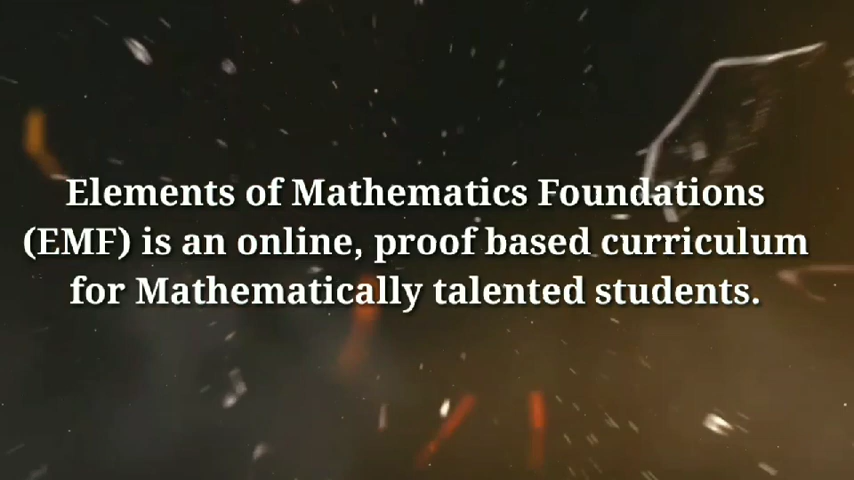 Elements of Mathematics Foundations
(EMF) is an online, proof based curriculum
for Mathematically talented students.